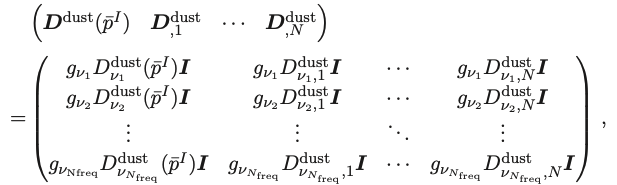 ( D^dust(p̄^I) D^dust_{,1} ⋯ D^dust_{,N} )
= ( g_{ν_1} D^dust_{ν_1}(p̄^I) I g_{ν_1} D^dust_{ν_1,1} I ⋯ g_{ν_1} D^dust_{ν_1,N} I
g_{ν_2} D^dust_{ν_2}(p̄^I) I g_{ν_2} D^dust_{ν_2,1} I ⋯ g_{ν_2} D^dust_{ν_2,N} I
⋮ ⋮ ⋱ ⋮
g_{ν_{Nfreq}} D^dust_{ν_{N_freq}}(p̄^I) I g_{ν_{N_freq}} D^dust_{ν_{N_freq},1} I ⋯ g_{ν_{N_freq}} D^dust_{ν_{N_freq},N} I ) ,